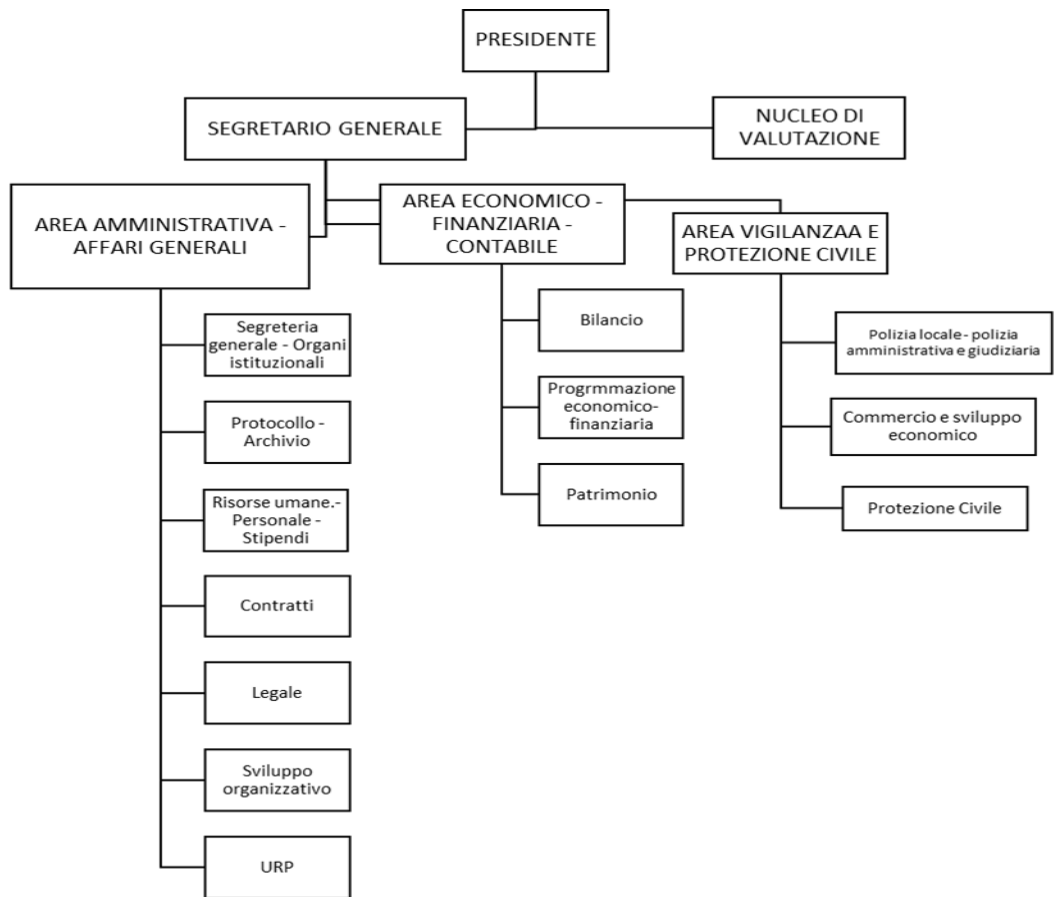 PRESIDENTE
SEGRETARIO GENERALE
NUCLEO DI
VALUTAZIONE
AREA AMMINISTRATIVA -
AFFARI GENERALI
AREA ECONOMICO -
FINANZIARIA -
CONTABILE
AREA VIGILANZAA E
PROTEZIONE CIVILE
Segreteria
generale - Organi
istituzionali
Protocollo -
Archivio
Risorse umane.-
Personale -
Stipendi
Contratti
Legale
Sviluppo
organizzativo
URP
Bilancio
Progrmmazione
economico-
finanziaria
Patrimonio
Polizia locale - polizia
amministrativa e giudiziaria
Commercio e sviluppo
economico
Protezione Civile